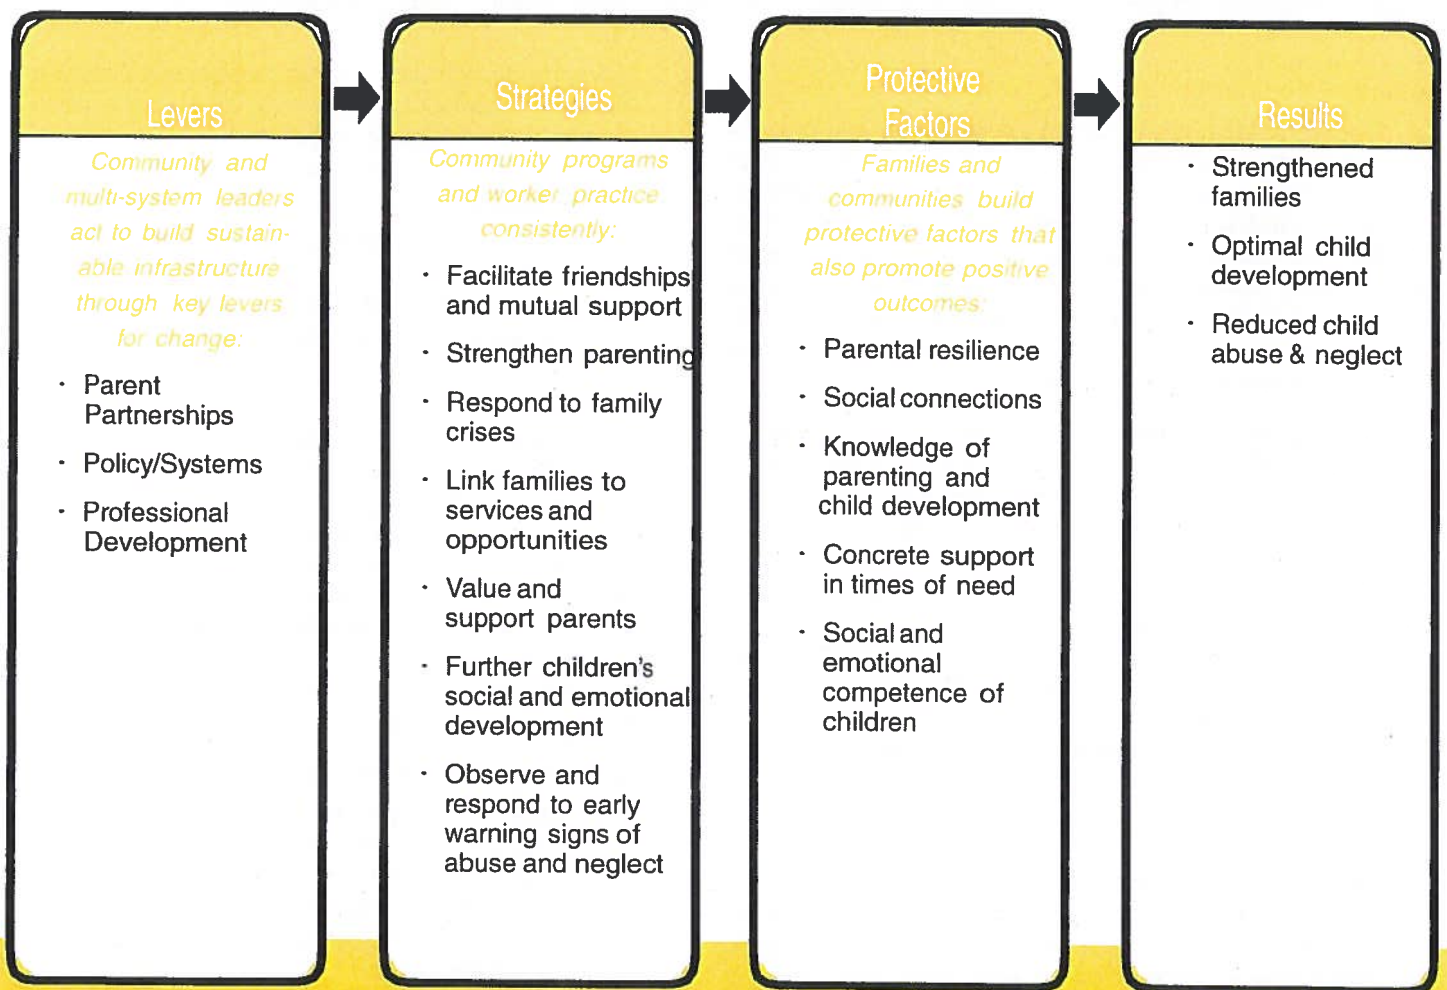 Levers
Community and
multi-system leaders
act to build sustain-
able infrastructure
through key levers
for change:
· Parent
Partnerships
· Policy/Systems
· Professional
Development
Strategies
Community programs
and worker practice
consistently:
· Facilitate friendships
and mutual support
· Strengthen parenting
· Respond to family
crises
· Link families to
services and
opportunities
· Value and
support parents
· Further children's
social and emotional
development
· Observe and
respond to early
warning signs of
abuse and neglect
Protective
Factors
Families and
communities build
protective factors that
also promote positive
outcomes:
· Parental resilience
· Social connections
· Knowledge of
parenting and
child development
· Concrete support
in times of need
· Social and
emotional
competence of
children
Results
· Strengthened
families
· Optimal child
development
· Reduced child
abuse & neglect